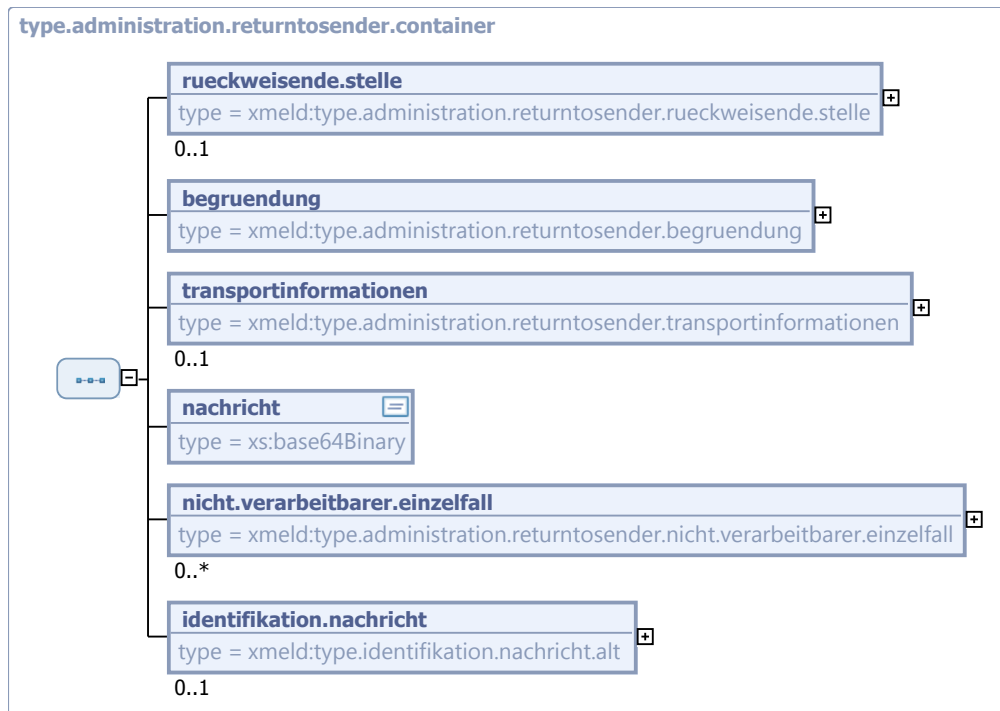 type.administration.returntosender.container
rueckweisende.stelle
type = xmeld:type.administration.returntosender.rueckweisende.stelle
0..1
begruendung
type = xmeld:type.administration.returntosender.begruendung
transportinformationen
type = xmeld:type.administration.returntosender.transportinformationen
0..1
nachricht
type = xs:base64Binary
nicht.verarbeitbarer.einzelfall
type = xmeld:type.administration.returntosender.nicht.verarbeitbarer.einzelfall
0..*
identifikation.nachricht
type = xmeld:type.identifikation.nachricht.alt
0..1